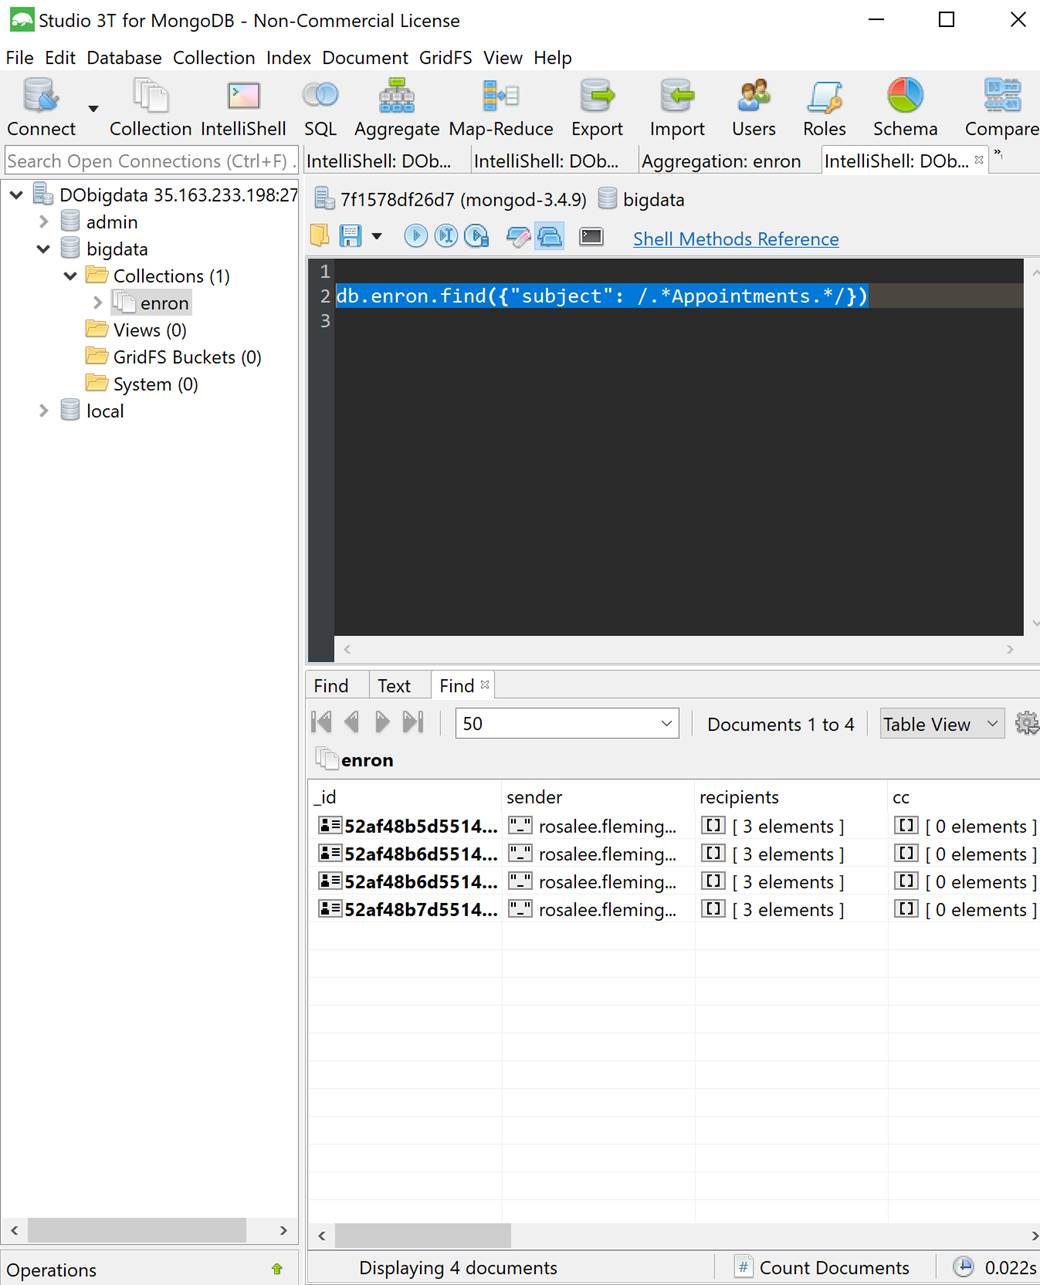 Studio 3T for MongoDB - Non-Commercial License
File Edit Database Collection Index Document GridFS View Help
Connect Collection IntelliShell SQL Aggregate Map-Reduce Export Import Users Roles Schema Compare
Search Open Connections (Ctrl+F) .
IntelliShell: DOb... IntelliShell: DOb... Aggregation: enron IntelliShell: DOb...
DObigdata 35.163.233.198:27
admin
bigdata
Collections (1)
enron
Views (0)
GridFS Buckets (0)
System (0)
local
7f1578df26d7 (mongod-3.4.9) bigdata
Shell Methods Reference
1
2 db.enron.find({"subject": /.*Appointments.*/})
3
Find Text Find
50 Documents 1 to 4 Table View
enron
_id sender recipients cc
52af48b5d5514... rosalee.fleming... [ 3 elements ] [ 0 elements ]
52af48b6d5514... rosalee.fleming... [ 3 elements ] [ 0 elements ]
52af48b6d5514... rosalee.fleming... [ 3 elements ] [ 0 elements ]
52af48b7d5514... rosalee.fleming... [ 3 elements ] [ 0 elements ]
Operations
Displaying 4 documents # Count Documents 0.022s